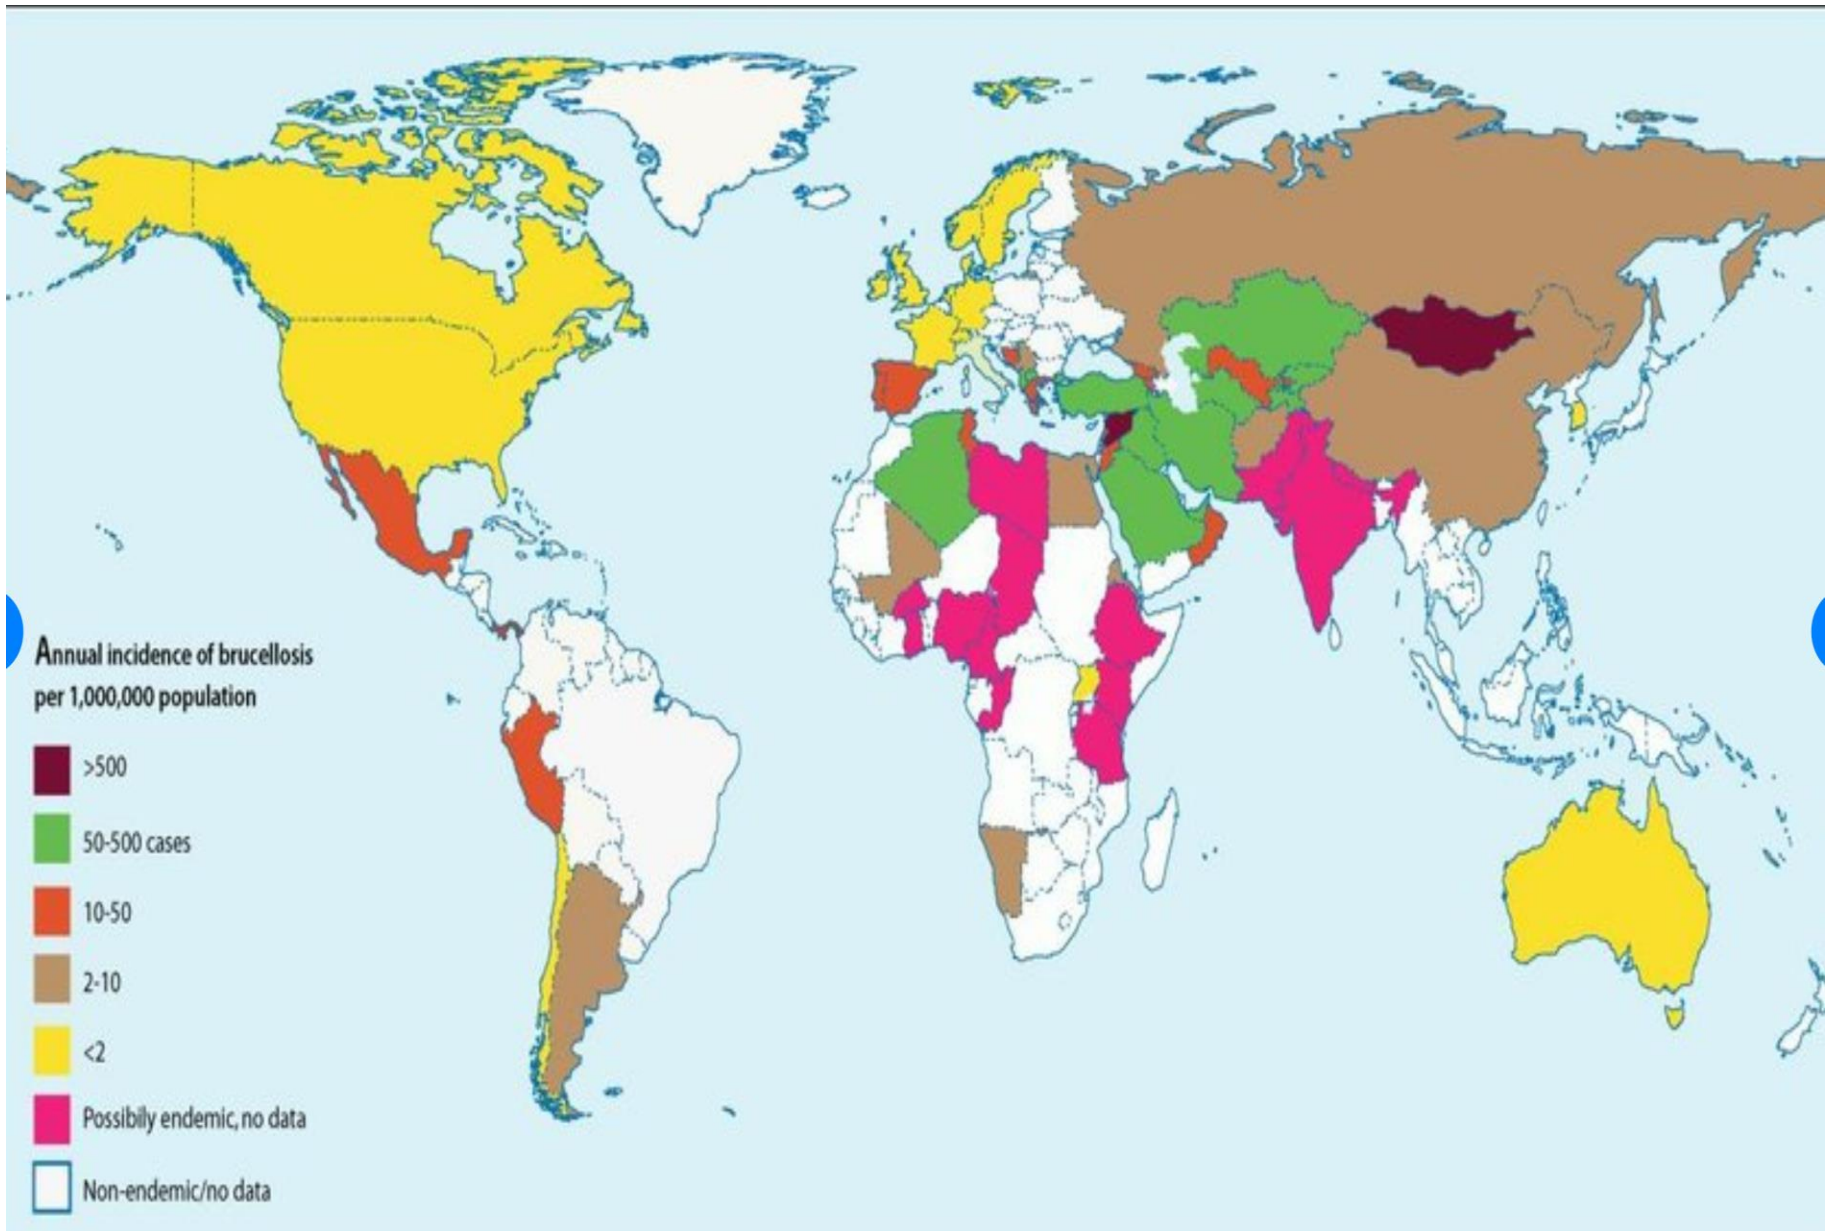 Annual incidence of brucellosis
per 1,000,000 population
>500
50-500 cases
10-50
2-10
<2
Possibily endemic, no data
Non-endemic/no data